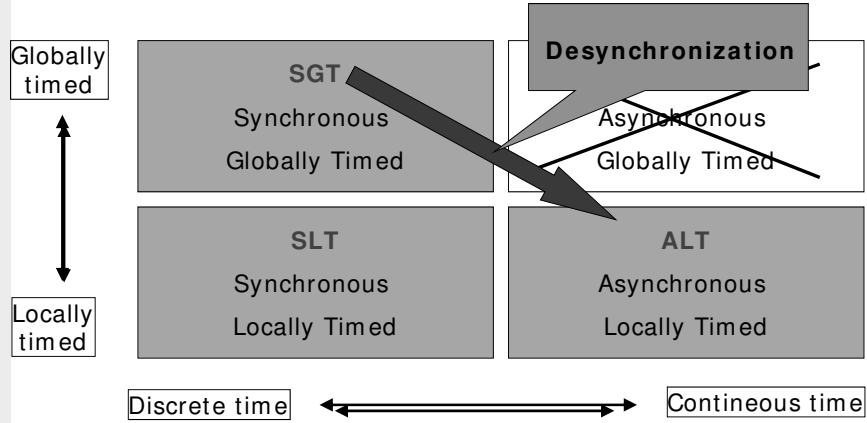 Globally
timed
SGT
Synchronous
Globally Timed
Desynchronization
Asynchronous
Globally Timed
SLT
Synchronous
Locally Timed
ALT
Asynchronous
Locally Timed
Locally
timed
Discrete time
Contineous time